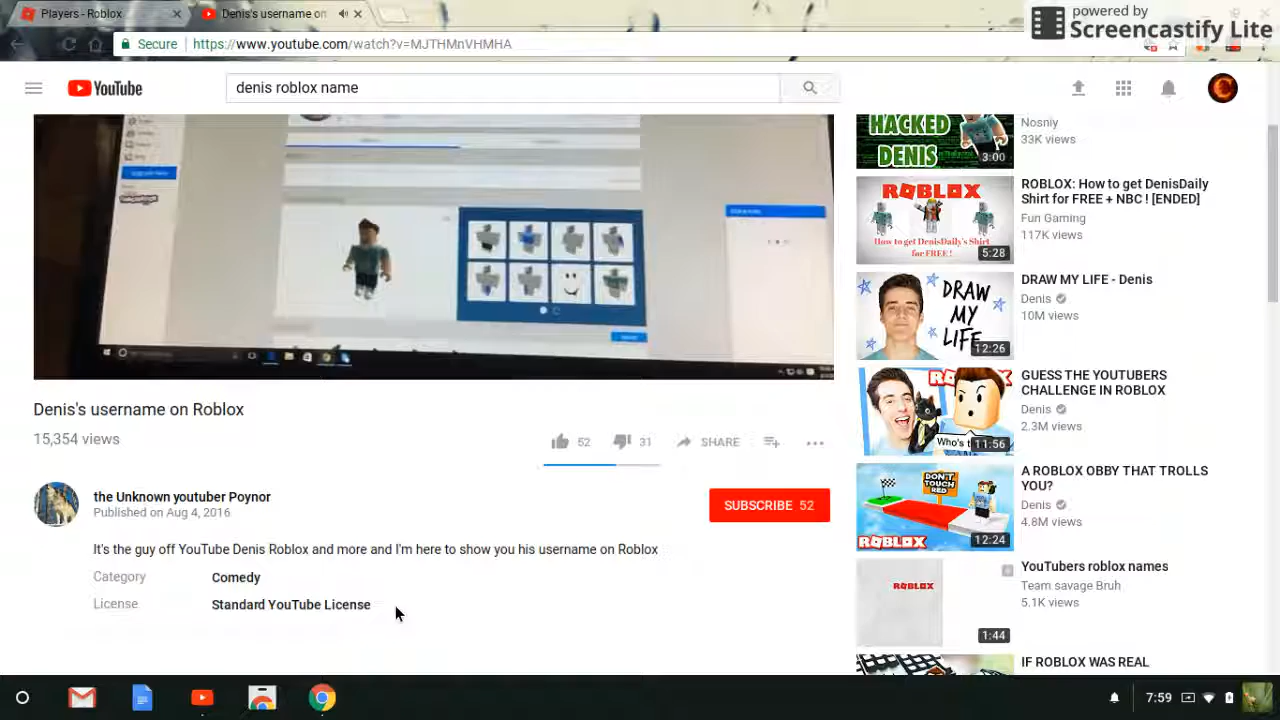 Players - Roblox
Denis's username on
powered by
Screencastify Lite
Secure
https://www.youtube.com/watch?v=MJTHMnVHMHA
YouTube
denis roblox name
HACKED
DENIS
3:00
Nosniy
33K views
ROBLOX
How to get DenisDaily's Shirt
for FREE!
5:28
ROBLOX: How to get DenisDaily
Shirt for FREE + NBC ! [ENDED]
Fun Gaming
117K views
DRAW
MY
LIFE
12:26
DRAW MY LIFE - Denis
Denis
10M views
Who's
11:56
GUESS THE YOUTUBERS
CHALLENGE IN ROBLOX
Denis
2.3M views
DON'T
TOUCH
RED
ROBLOX
12:24
A ROBLOX OBBY THAT TROLLS
YOU?
Denis
4.8M views
ROBLOX
1:44
YouTubers roblox names
Team savage Bruh
5.1K views
IF ROBLOX WAS REAL
Denis's username on Roblox
15,354 views
52
31
SHARE
the Unknown youtuber Poynor
Published on Aug 4, 2016
SUBSCRIBE 52
It's the guy off YouTube Denis Roblox and more and I'm here to show you his username on Roblox
Category
Comedy
License
Standard YouTube License
7:59